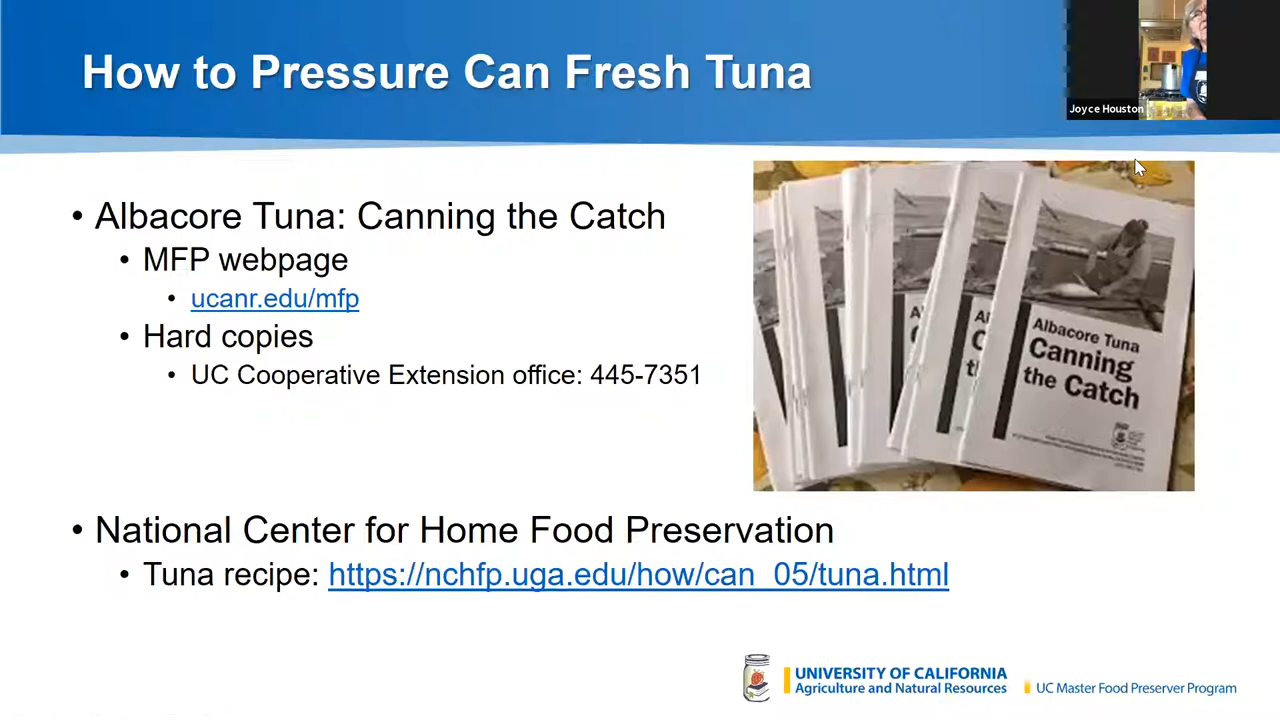 How to Pressure Can Fresh Tuna
Joyce Houston
• Albacore Tuna: Canning the Catch
• MFP webpage
• ucanr.edu/mfp
• Hard copies
• UC Cooperative Extension office: 445-7351
Albacore Tuna
Canning
the Catch
• National Center for Home Food Preservation
• Tuna recipe: https://nchfp.uga.edu/how/can_05/tuna.html
UNIVERSITY OF CALIFORNIA
Agriculture and Natural Resources
UC Master Food Preserver Program